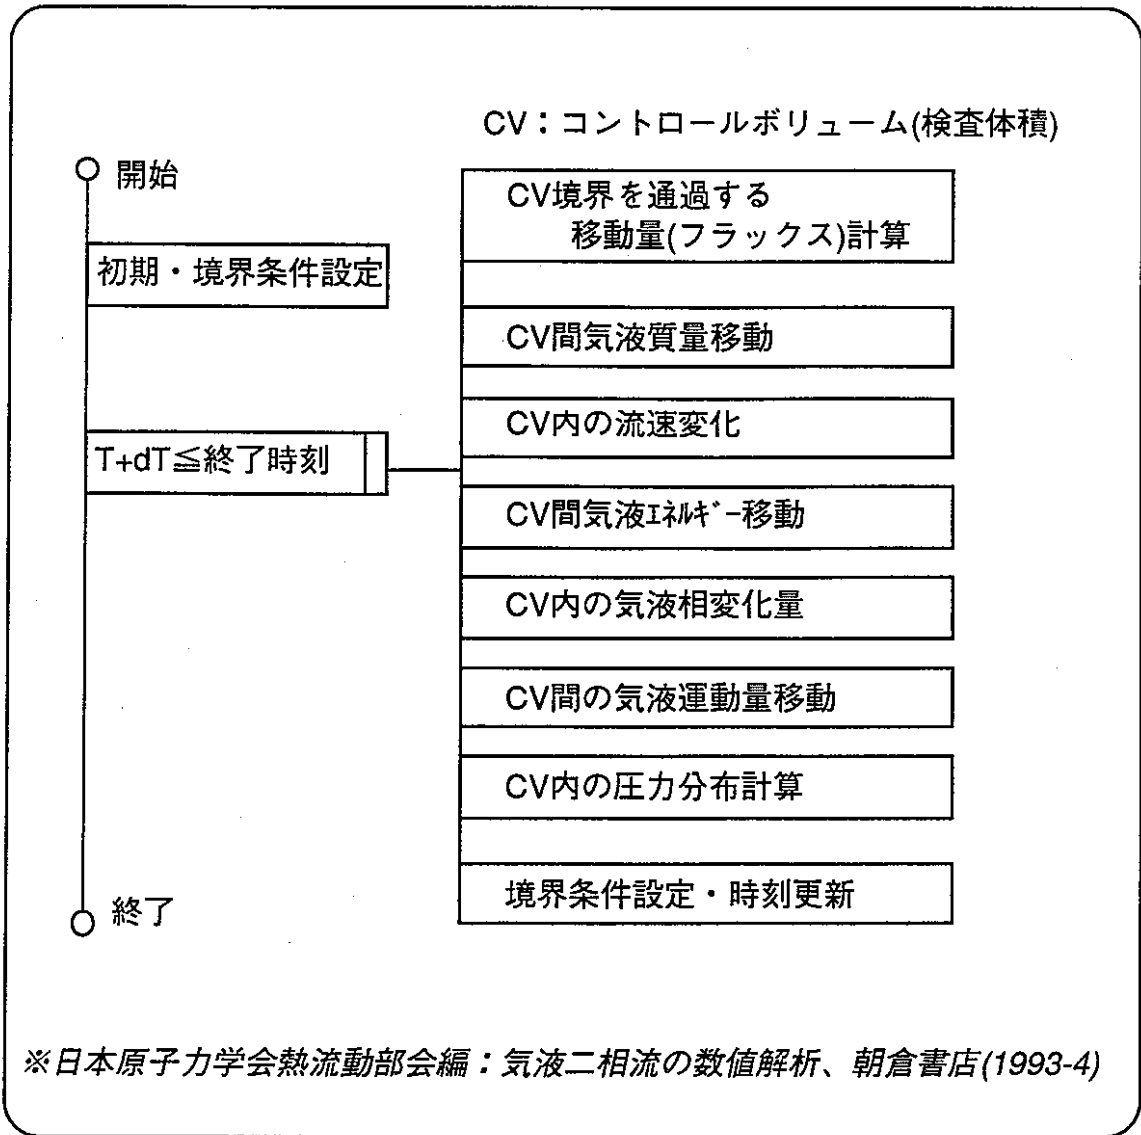 CV：コントロールボリューム(検査体積)
開始
初期・境界条件設定
T+dT≦終了時刻
終了
CV境界を通過する
移動量(フラックス)計算
CV間気液質量移動
CV内の流速変化
CV間気液ｴﾈﾙｷﾞｰ移動
CV内の気液相変化量
CV間の気液運動量移動
CV内の圧力分布計算
境界条件設定・時刻更新
※日本原子力学会熱流動部会編：気液二相流の数値解析、朝倉書店(1993-4)